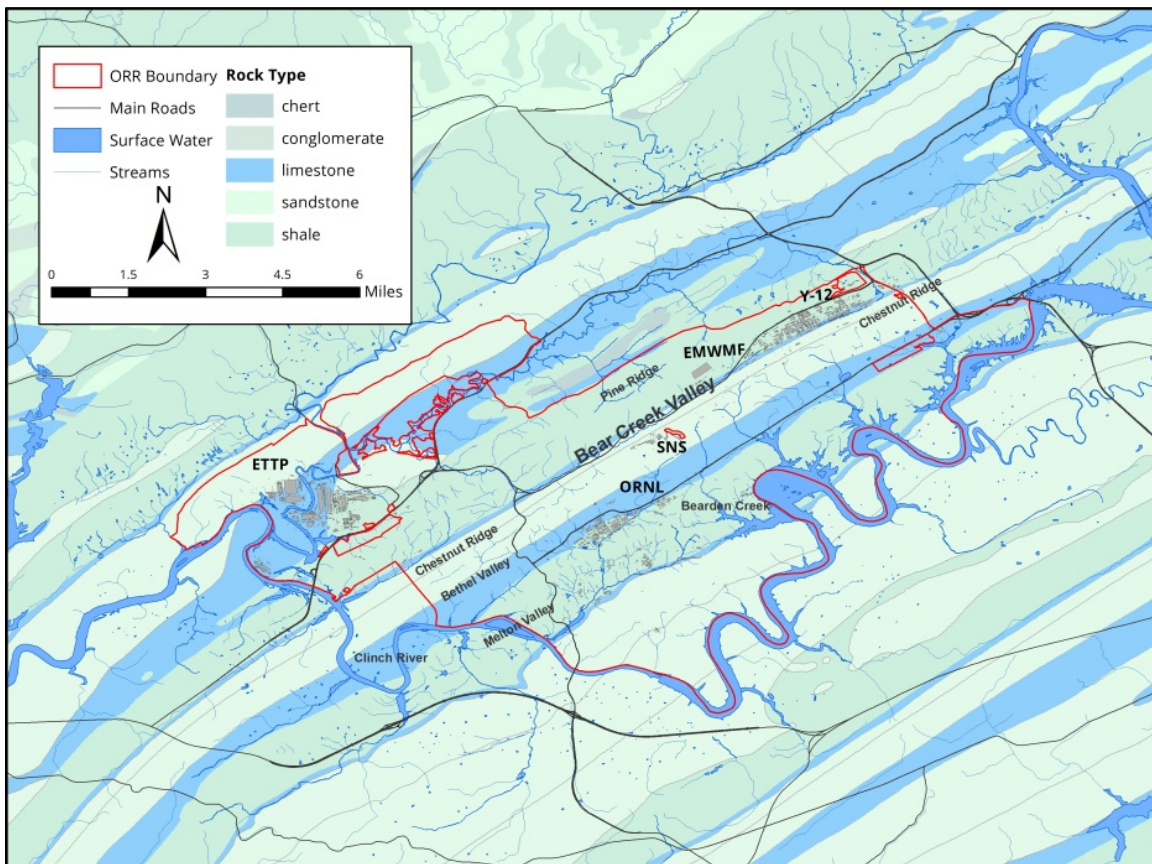 ORR Boundary
Main Roads
Surface Water
Streams
N
0 1.5 3 4.5 6
Miles
Rock Type
chert
conglomerate
limestone
sandstone
shale
Y-12
Chestnut Ridge
EMWMF
Pine Ridge
Bear Creek Valley
SNS
ETTP
ORNL
Bearden Creek
Chestnut Ridge
Bethel Valley
Melton Valley
Clinch River